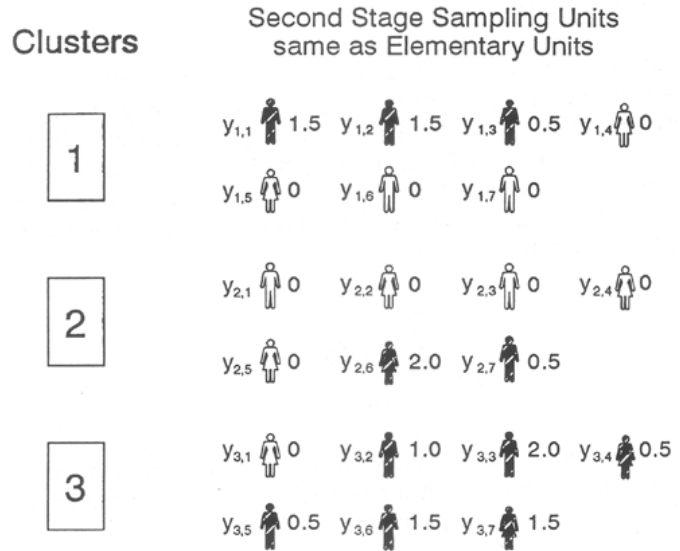 Clusters
Second Stage Sampling Units
same as Elementary Units
1
y1,1 1.5 y1,2 1.5 y1,3 0.5 y1,4 0
y1,5 0 y1,6 0 y1,7 0
2
y2,1 0 y2,2 0 y2,3 0 y2,4 0
y2,5 0 y2,6 2.0 y2,7 0.5
3
y3,1 0 y3,2 1.0 y3,3 2.0 y3,4 0.5
y3,5 0.5 y3,6 1.5 y3,7 1.5